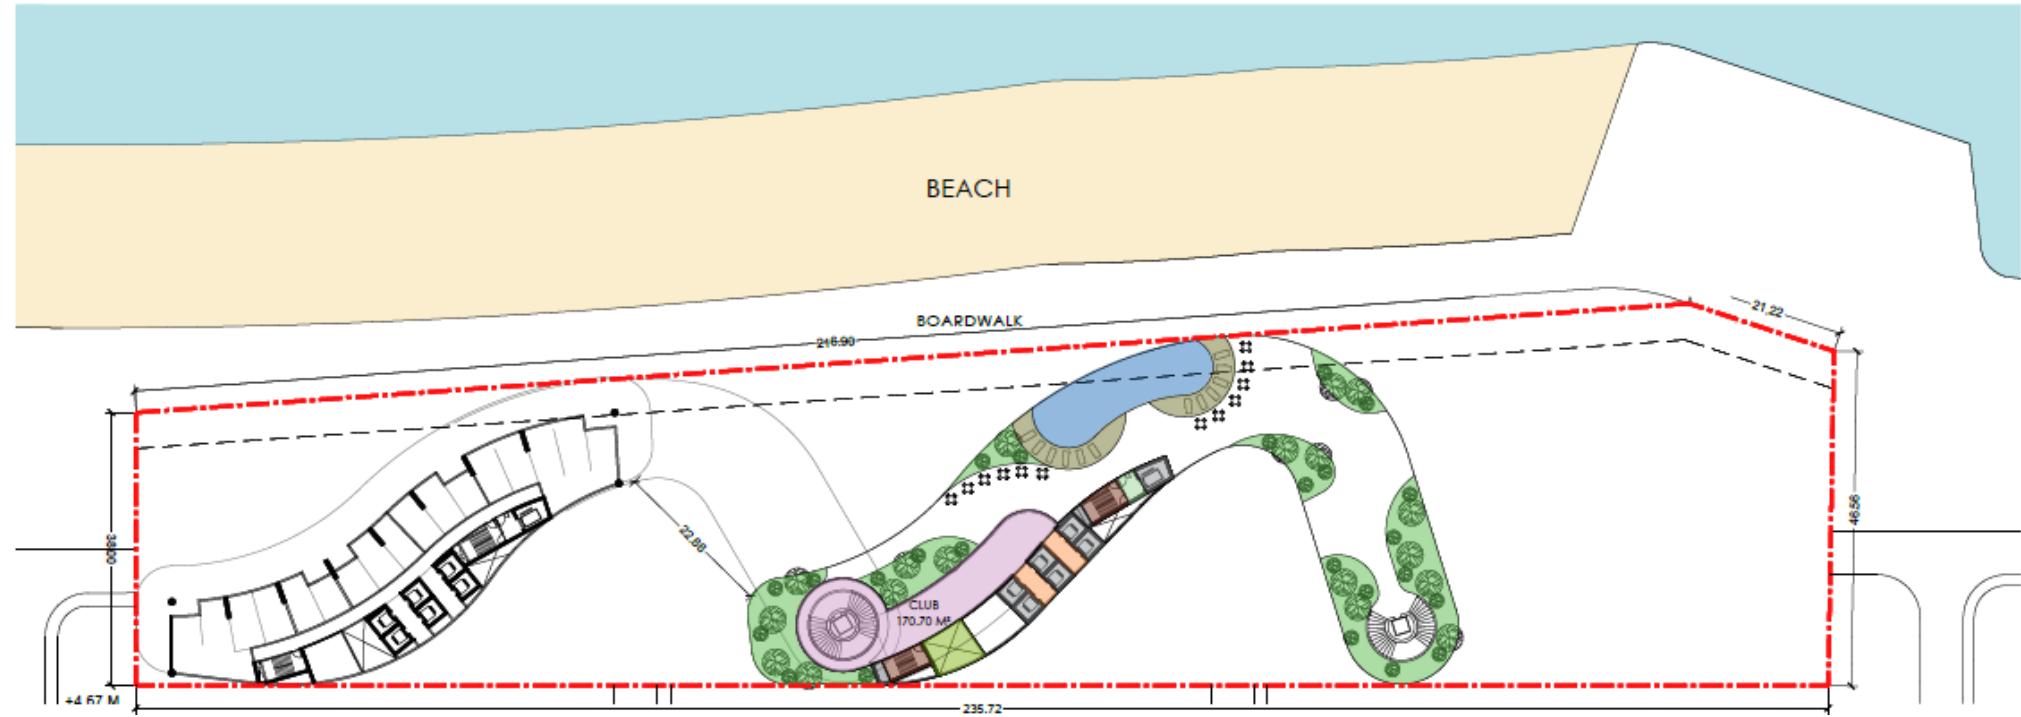 BEACH
BOARDWALK
21.22
216.90
46.56
38.00
22.86
CLUB
170.70 M²
+4.67 M
235.72